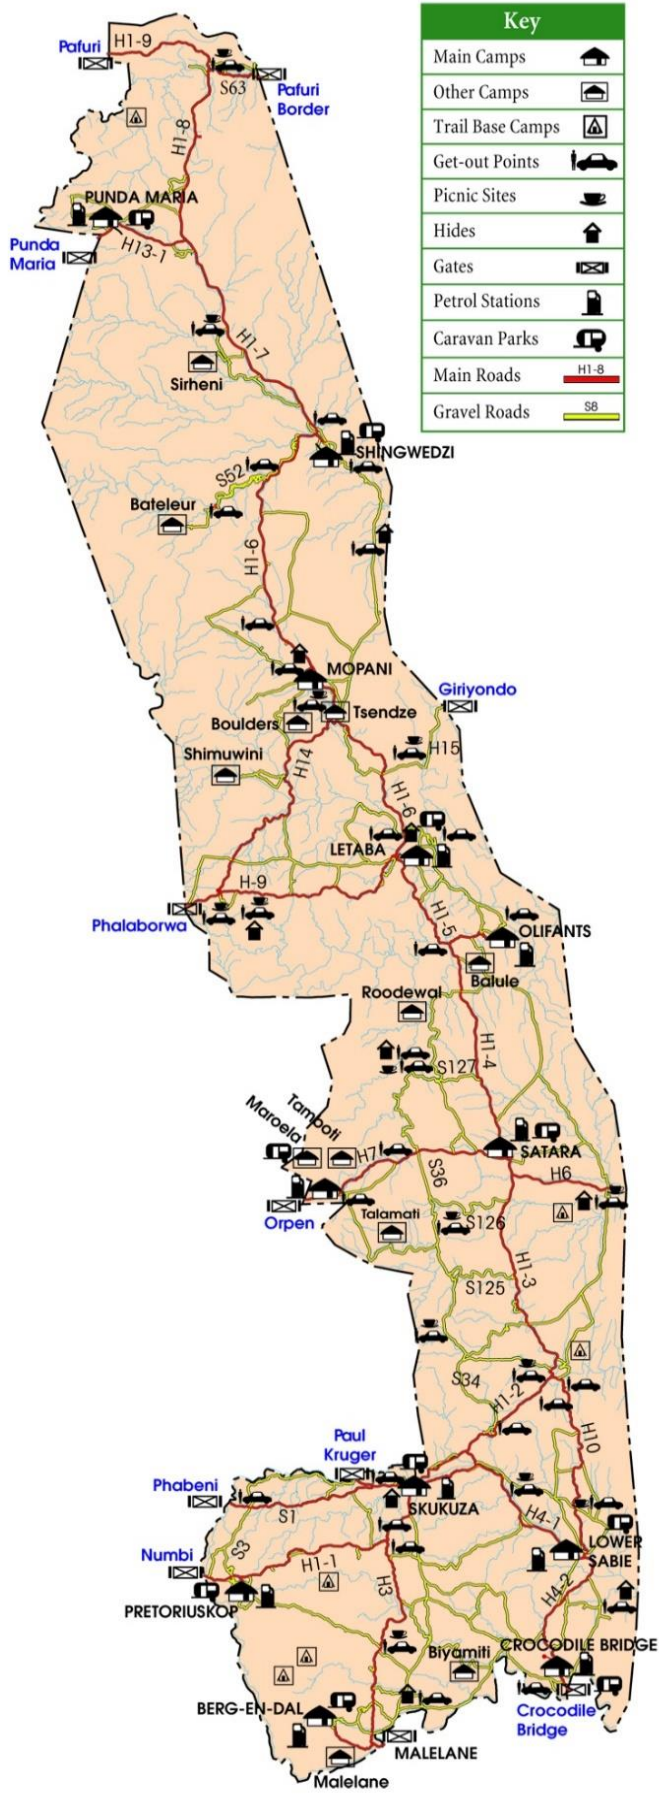 Key
Main Camps
Other Camps
Trail Base Camps
Get-out Points
Picnic Sites
Hides
Gates
Petrol Stations
Caravan Parks
Main Roads H1-8
Gravel Roads S8
Pafuri
H1-9
S63
Pafuri
Border
H1-8
PUNDA MARIA
Punda
Maria
H13-1
H1-7
Sirheni
SHINGWEDZI
S52
Bateleur
H1-6
MOPANI
Giriyondo
Boulders
Tsendze
Shimuwini
H14
H15
H1-6
LETABA
H-9
Phalaborwa
H1-5
OLIFANTS
Balule
Roodewal
H1-4
S127
Tamboti
Maroela
H7
SATARA
S36
H6
Orpen
Talamati
S126
H1-3
S125
S34
H1-2
H10
Paul
Kruger
Phabeni
SKUKUZA
S1
H4-1
LOWER
SABIE
Numbi
S3
H1-1
H3
H4-2
PRETORIUSKOP
Biyamiti
CROCODILE BRIDGE
BERG-EN-DAL
Crocodile
Bridge
MALELANE
Malelane